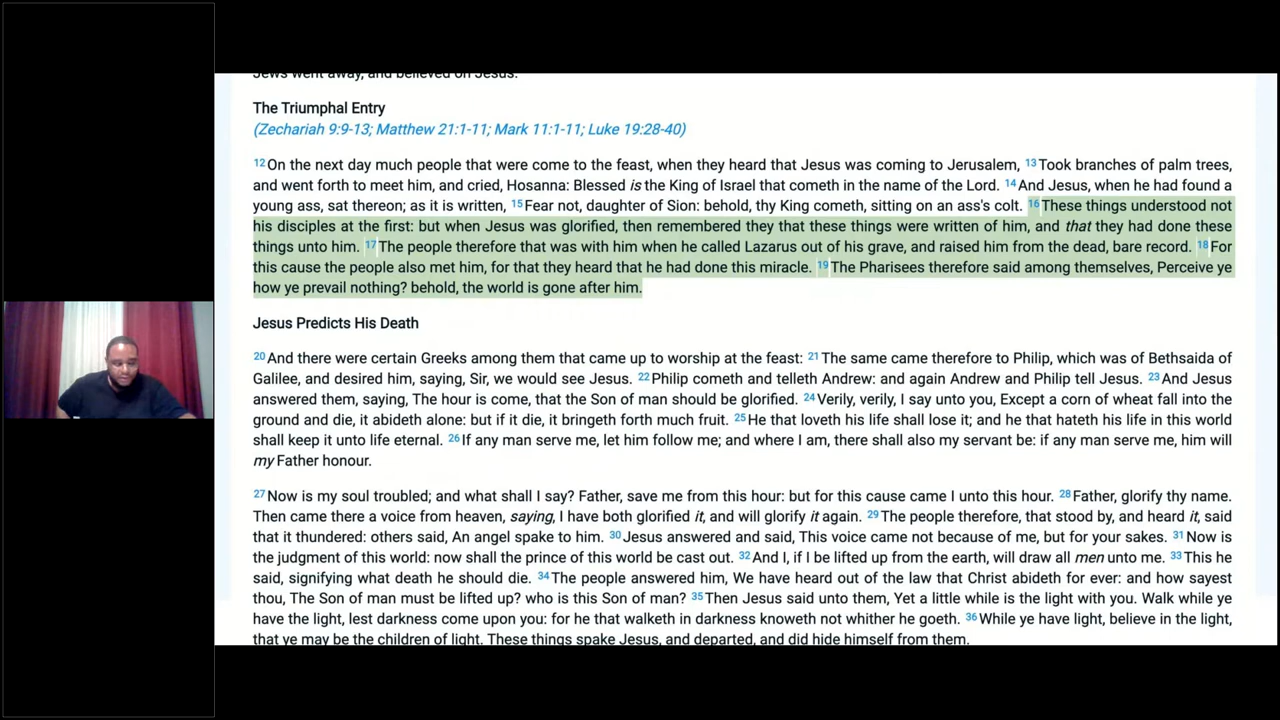 Jews went away, and believed on Jesus.
The Triumphal Entry
(Zechariah 9:9-13; Matthew 21:1-11; Mark 11:1-11; Luke 19:28-40)
12 On the next day much people that were come to the feast, when they heard that Jesus was coming to Jerusalem, 13 Took branches of palm trees,
and went forth to meet him, and cried, Hosanna: Blessed is the King of Israel that cometh in the name of the Lord. 14 And Jesus, when he had found a
young ass, sat thereon; as it is written, 15 Fear not, daughter of Sion: behold, thy King cometh, sitting on an ass's colt. 16 These things understood not
his disciples at the first: but when Jesus was glorified, then remembered they that these things were written of him, and that they had done these
things unto him. 17 The people therefore that was with him when he called Lazarus out of his grave, and raised him from the dead, bare record. 18 For
this cause the people also met him, for that they heard that he had done this miracle. 19 The Pharisees therefore said among themselves, Perceive ye
how ye prevail nothing? behold, the world is gone after him.
Jesus Predicts His Death
20 And there were certain Greeks among them that came up to worship at the feast: 21 The same came therefore to Philip, which was of Bethsaida of
Galilee, and desired him, saying, Sir, we would see Jesus. 22 Philip cometh and telleth Andrew: and again Andrew and Philip tell Jesus. 23 And Jesus
answered them, saying, The hour is come, that the Son of man should be glorified. 24 Verily, verily, I say unto you, Except a corn of wheat fall into the
ground and die, it abideth alone: but if it die, it bringeth forth much fruit. 25 He that loveth his life shall lose it; and he that hateth his life in this world
shall keep it unto life eternal. 26 If any man serve me, let him follow me; and where I am, there shall also my servant be: if any man serve me, him will
my Father honour.
27 Now is my soul troubled; and what shall I say? Father, save me from this hour: but for this cause came I unto this hour. 28 Father, glorify thy name.
Then came there a voice from heaven, saying, I have both glorified it, and will glorify it again. 29 The people therefore, that stood by, and heard it, said
that it thundered: others said, An angel spake to him. 30 Jesus answered and said, This voice came not because of me, but for your sakes. 31 Now is
the judgment of this world: now shall the prince of this world be cast out. 32 And I, if I be lifted up from the earth, will draw all men unto me. 33 This he
said, signifying what death he should die. 34 The people answered him, We have heard out of the law that Christ abideth for ever: and how sayest
thou, The Son of man must be lifted up? who is this Son of man? 35 Then Jesus said unto them, Yet a little while is the light with you. Walk while ye
have the light, lest darkness come upon you: for he that walketh in darkness knoweth not whither he goeth. 36 While ye have light, believe in the light,
that ye may be the children of light. These things spake Jesus, and departed, and did hide himself from them.